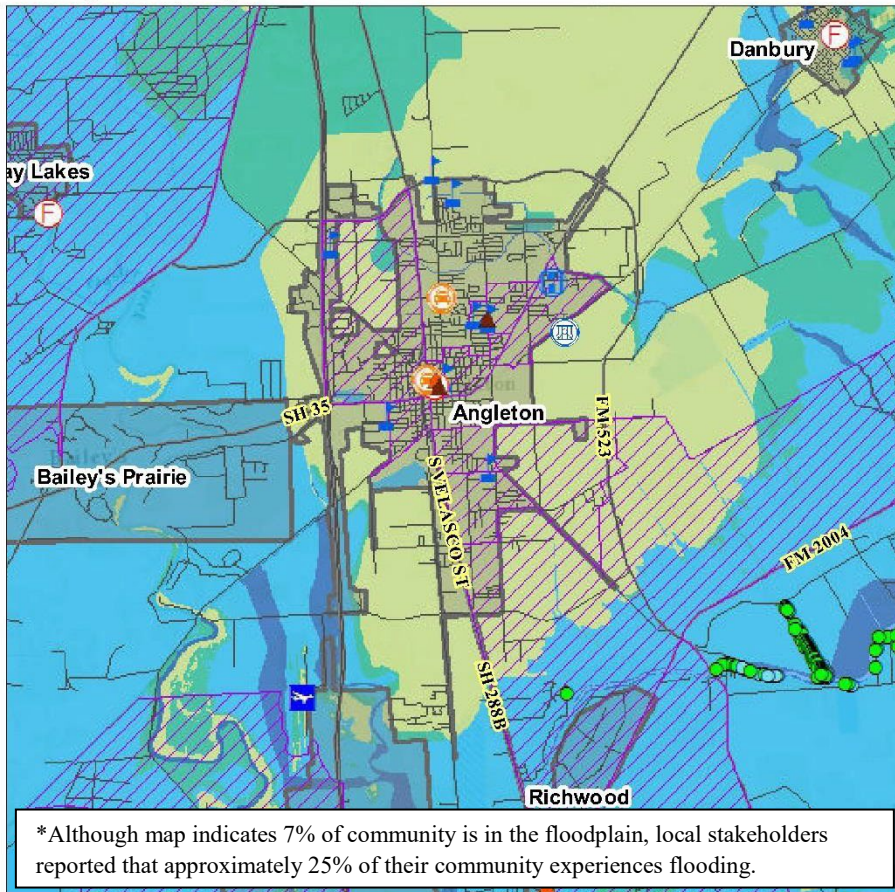 Danbury
F
ay Lakes
F
SH 35
Angleton
FM 523
Bailey's Prairie
S VELASCO ST
FM 2004
SH 288B
Richwood
*Although map indicates 7% of community is in the floodplain, local stakeholders
reported that approximately 25% of their community experiences flooding.